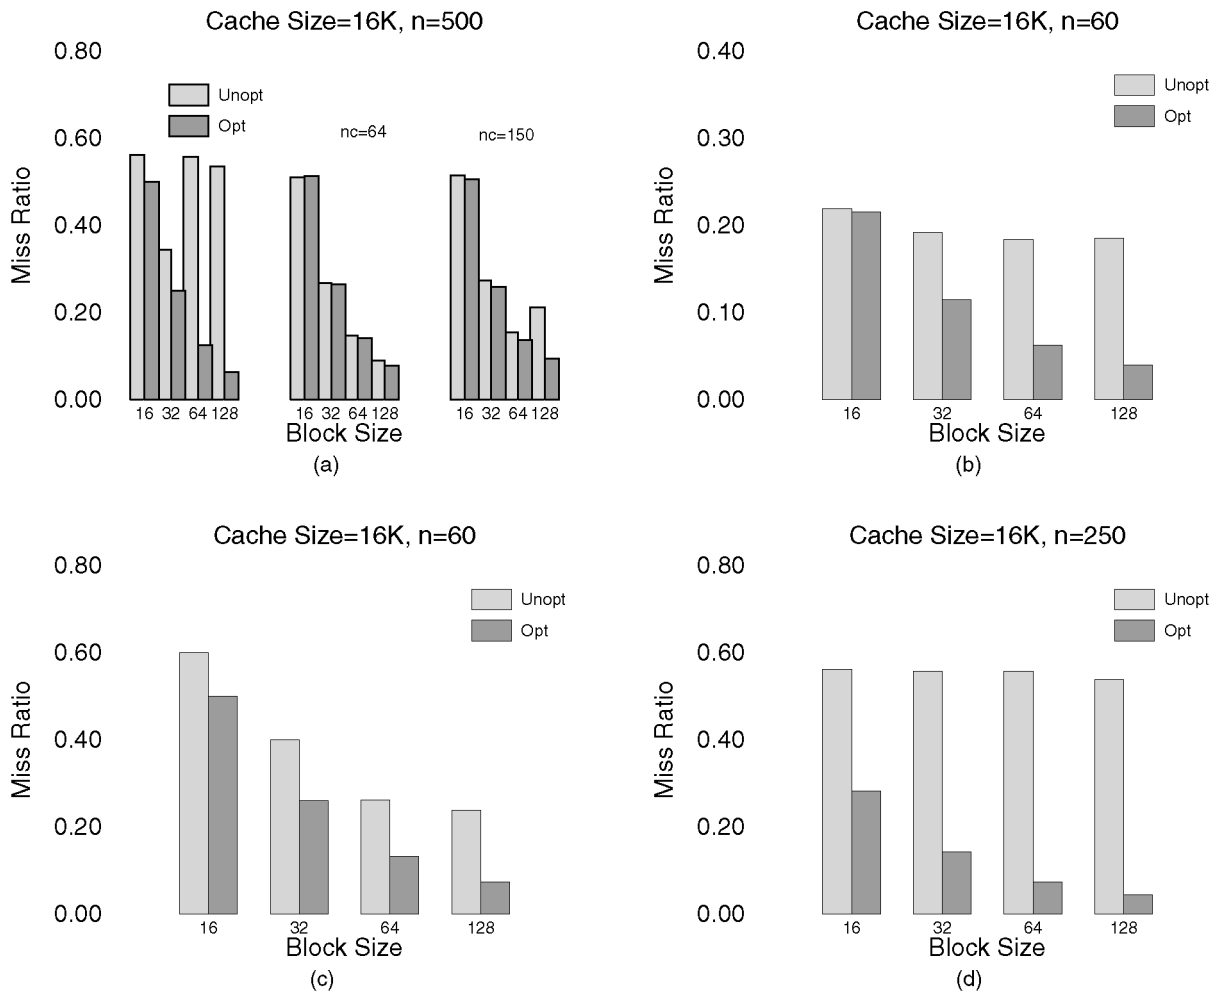 Cache Size=16K, n=500
0.80
0.60
0.40
0.20
0.00
Miss Ratio
Unopt
Opt
nc=64
nc=150
16 32 64 128
16 32 64 128
16 32 64 128
Block Size
(a)
Cache Size=16K, n=60
0.40
0.30
0.20
0.10
0.00
Miss Ratio
Unopt
Opt
16 32 64 128
Block Size
(b)
Cache Size=16K, n=60
0.80
0.60
0.40
0.20
0.00
Miss Ratio
Unopt
Opt
16 32 64 128
Block Size
(c)
Cache Size=16K, n=250
0.80
0.60
0.40
0.20
0.00
Miss Ratio
Unopt
Opt
16 32 64 128
Block Size
(d)